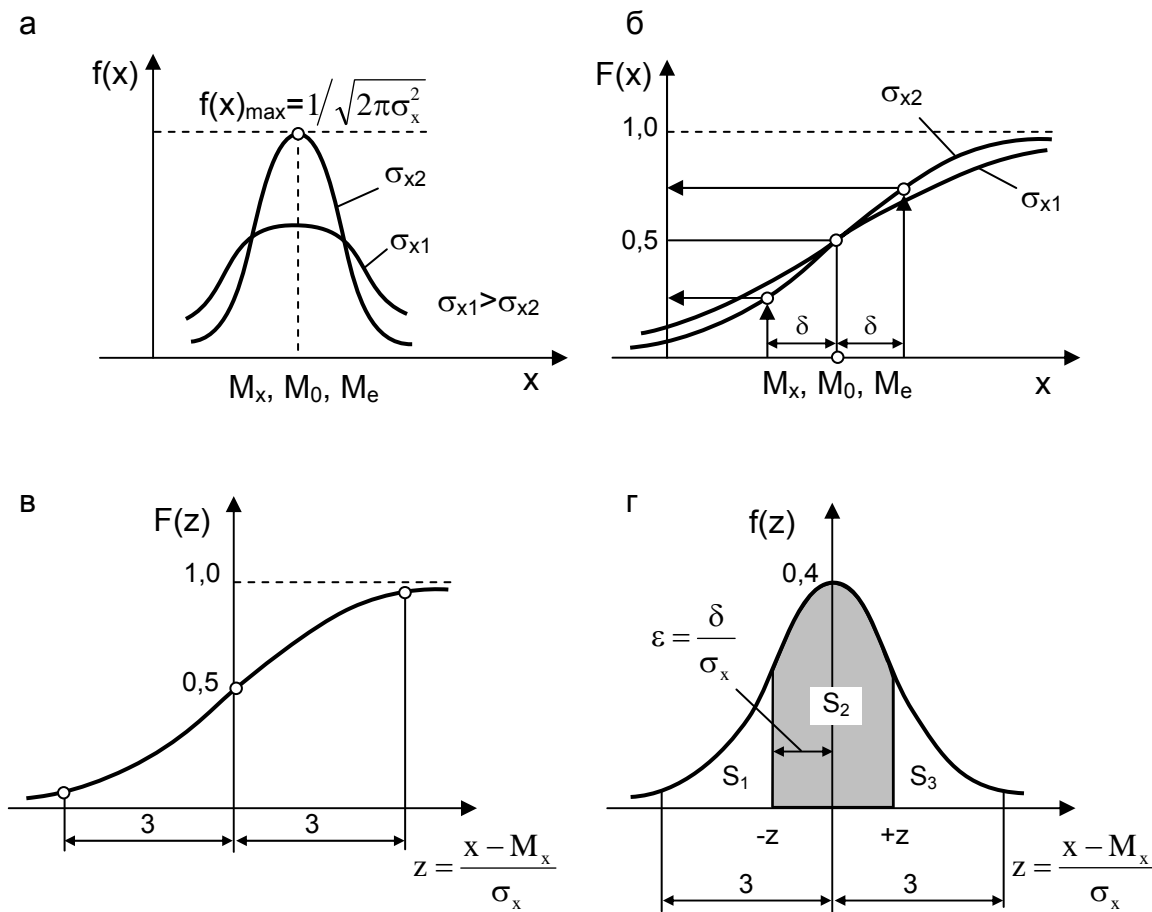 а
f(x)
f(x)max=1/√2πσx²
σx2
σx1
σx1>σx2
x
Mx, M0, Me
б
F(x)
1,0
σx2
σx1
0,5
δ δ
Mx, M0, Me
x
в
F(z)
1,0
0,5
3 3
z = (x − Mx)/σx
г
f(z)
0,4
ε = δ/σx
S2
S1 S3
-z +z
3 3
z = (x − Mx)/σx